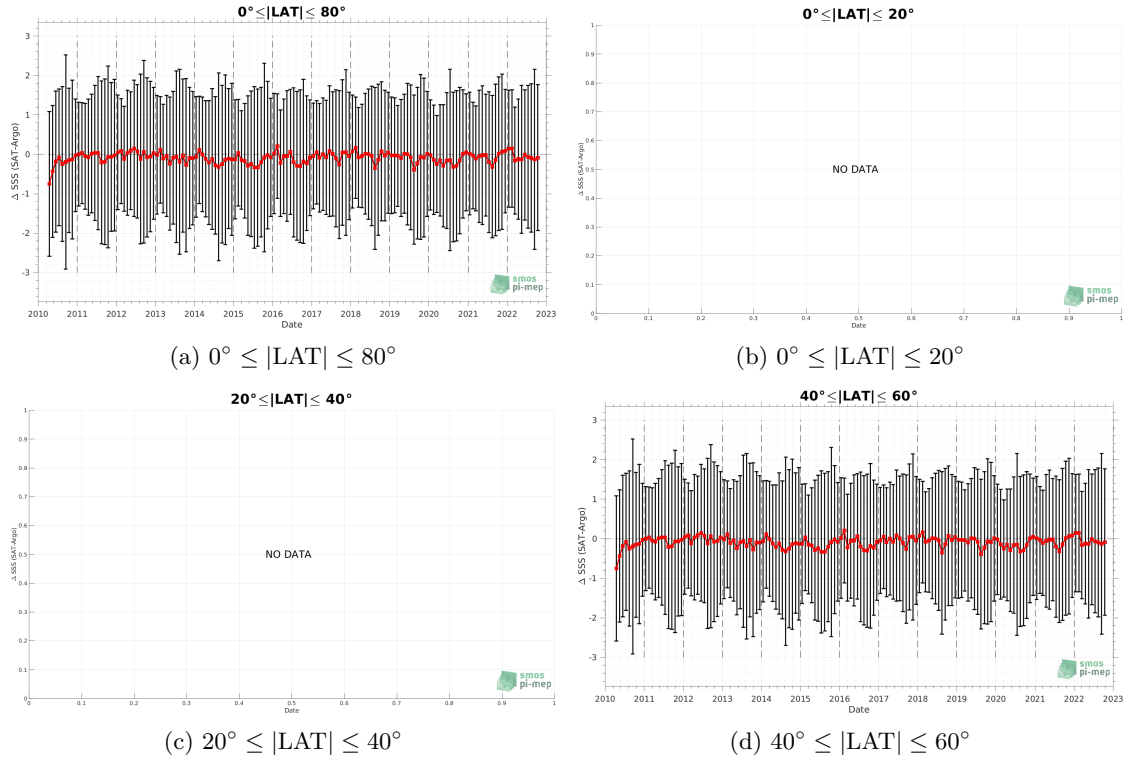 0°≤|LAT|≤ 80°
3
2
1
0
-1
-2
-3
Δ SSS (SAT-Argo)
2010 2011 2012 2013 2014 2015 2016 2017 2018 2019 2020 2021 2022 2023
Date
smos
pi-mep
(a) 0° ≤ |LAT| ≤ 80°
0°≤|LAT|≤ 20°
1
0.9
0.8
0.7
0.6
0.5
0.4
0.3
0.2
0.1
0
Δ SSS (SAT-Argo)
NO DATA
0 0.1 0.2 0.3 0.4 0.5 0.6 0.7 0.8 0.9 1
Date
smos
pi-mep
(b) 0° ≤ |LAT| ≤ 20°
20°≤|LAT|≤ 40°
1
0.9
0.8
0.7
0.6
0.5
0.4
0.3
0.2
0.1
0
Δ SSS (SAT-Argo)
NO DATA
0 0.1 0.2 0.3 0.4 0.5 0.6 0.7 0.8 0.9 1
Date
smos
pi-mep
(c) 20° ≤ |LAT| ≤ 40°
40°≤|LAT|≤ 60°
3
2
1
0
-1
-2
-3
Δ SSS (SAT-Argo)
2010 2011 2012 2013 2014 2015 2016 2017 2018 2019 2020 2021 2022 2023
Date
smos
pi-mep
(d) 40° ≤ |LAT| ≤ 60°